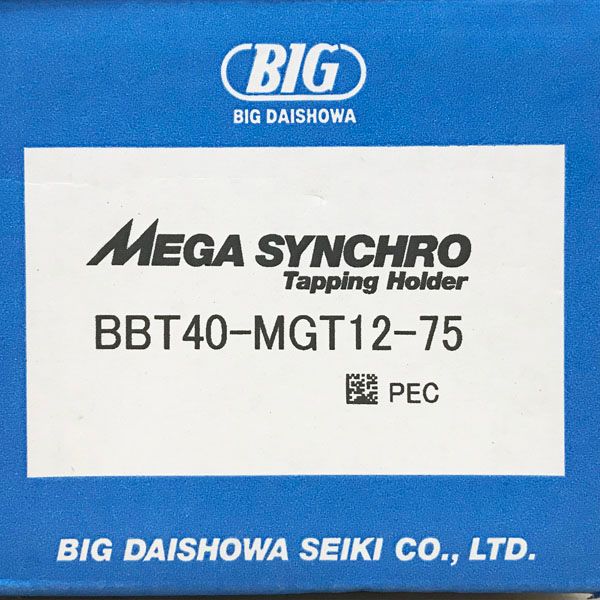 BIG
BIG DAISHOWA
MEGA SYNCHRO
Tapping Holder
BBT40-MGT12-75
PEC
BIG DAISHOWA SEIKI CO., LTD.